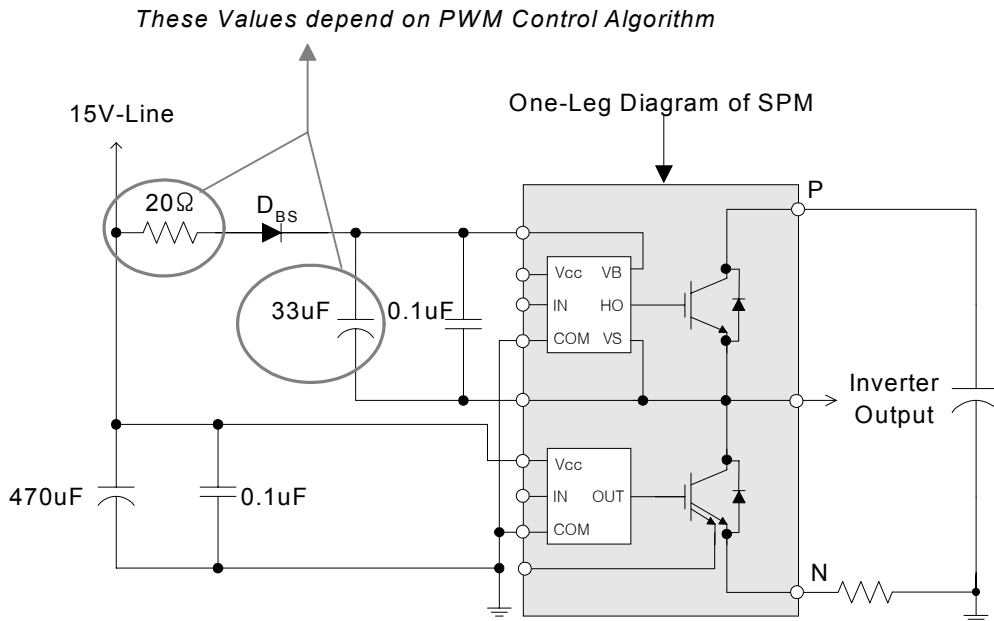 These Values depend on PWM Control Algorithm
15V-Line
One-Leg Diagram of SPM
P
20Ω
DBS
Vcc VB
IN HO
COM VS
33uF
0.1uF
Inverter
Output
Vcc
IN OUT
COM
470uF
0.1uF
N